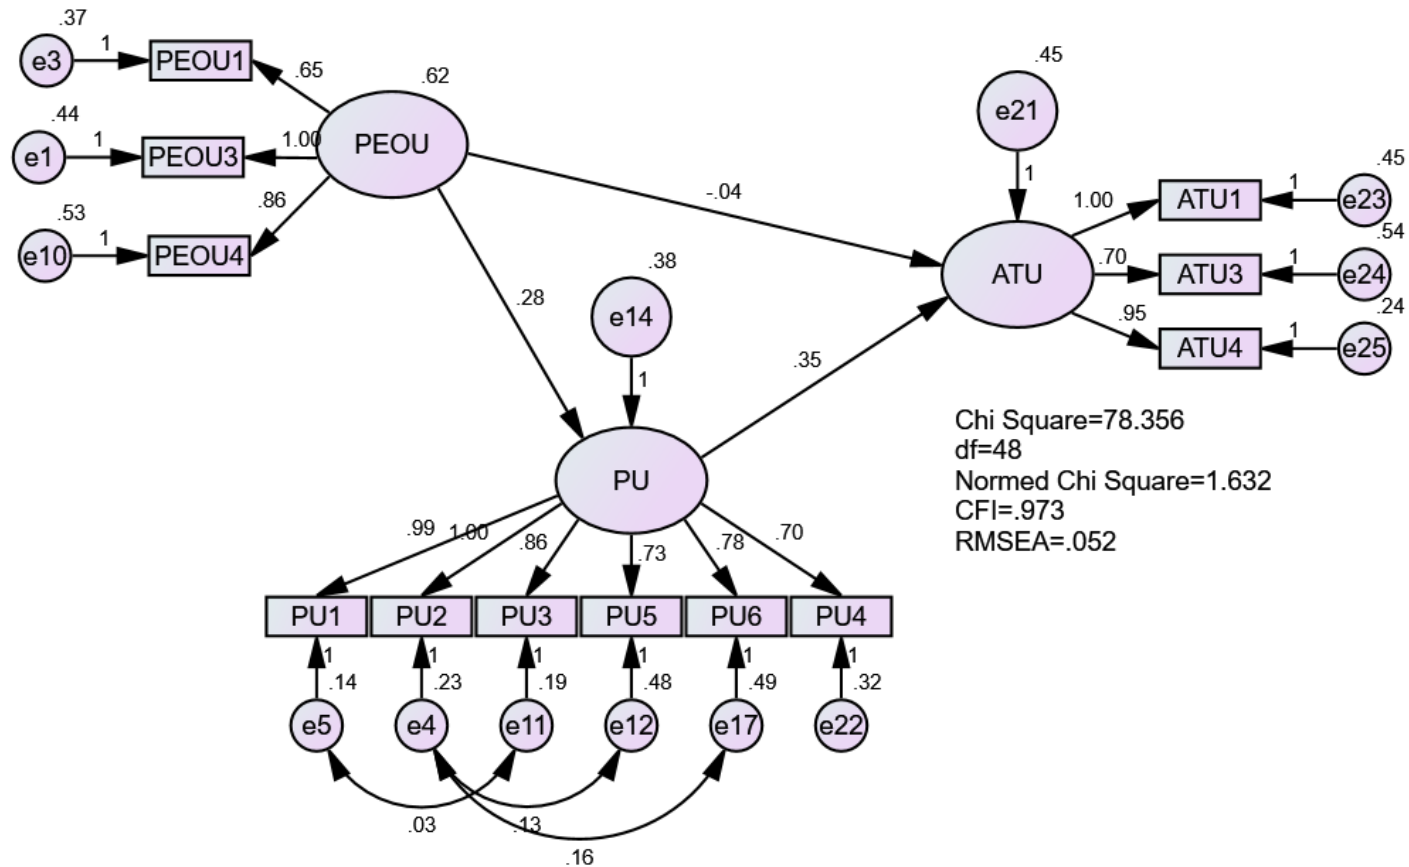 .37
e3
1
PEOU1
.65
.62
PEOU
.44
e1
1
PEOU3
1.00
.53
e10
1
PEOU4
.86
-.04
.28
.45
e21
1
ATU
1.00
ATU1
1
.45
e23
.70
ATU3
1
.54
e24
.95
ATU4
1
.24
e25
.38
e14
1
.35
PU
Chi Square=78.356
df=48
Normed Chi Square=1.632
CFI=.973
RMSEA=.052
.99
1.00
.86
.73
.78
.70
PU1
PU2
PU3
PU5
PU6
PU4
1
1
1
1
1
1
.14
.23
.19
.48
.49
.32
e5
e4
e11
e12
e17
e22
.03
.13
.16